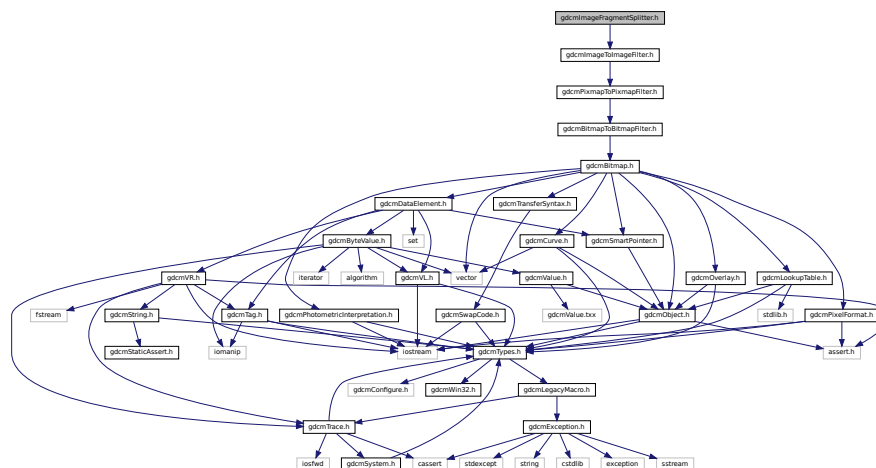 gdcmImageFragmentSplitter.h
gdcmImageToImageFilter.h
gdcmPixmapToPixmapFilter.h
gdcmBitmapToBitmapFilter.h
gdcmBitmap.h
gdcmDataElement.h
gdcmTransferSyntax.h
gdcmByteValue.h
set
gdcmCurve.h
gdcmSmartPointer.h
gdcmVR.h
iterator
algorithm
gdcmVL.h
vector
gdcmValue.h
gdcmOverlay.h
gdcmLookupTable.h
fstream
gdcmString.h
gdcmTag.h
gdcmPhotometricInterpretation.h
gdcmSwapCode.h
gdcmValue.txx
gdcmObject.h
stdlib.h
gdcmPixelFormat.h
gdcmStaticAssert.h
iomanip
iostream
gdcmTypes.h
assert.h
gdcmConfigure.h
gdcmWin32.h
gdcmLegacyMacro.h
gdcmTrace.h
gdcmException.h
iosfwd
gdcmSystem.h
cassert
stdexcept
string
cstdlib
exception
sstream